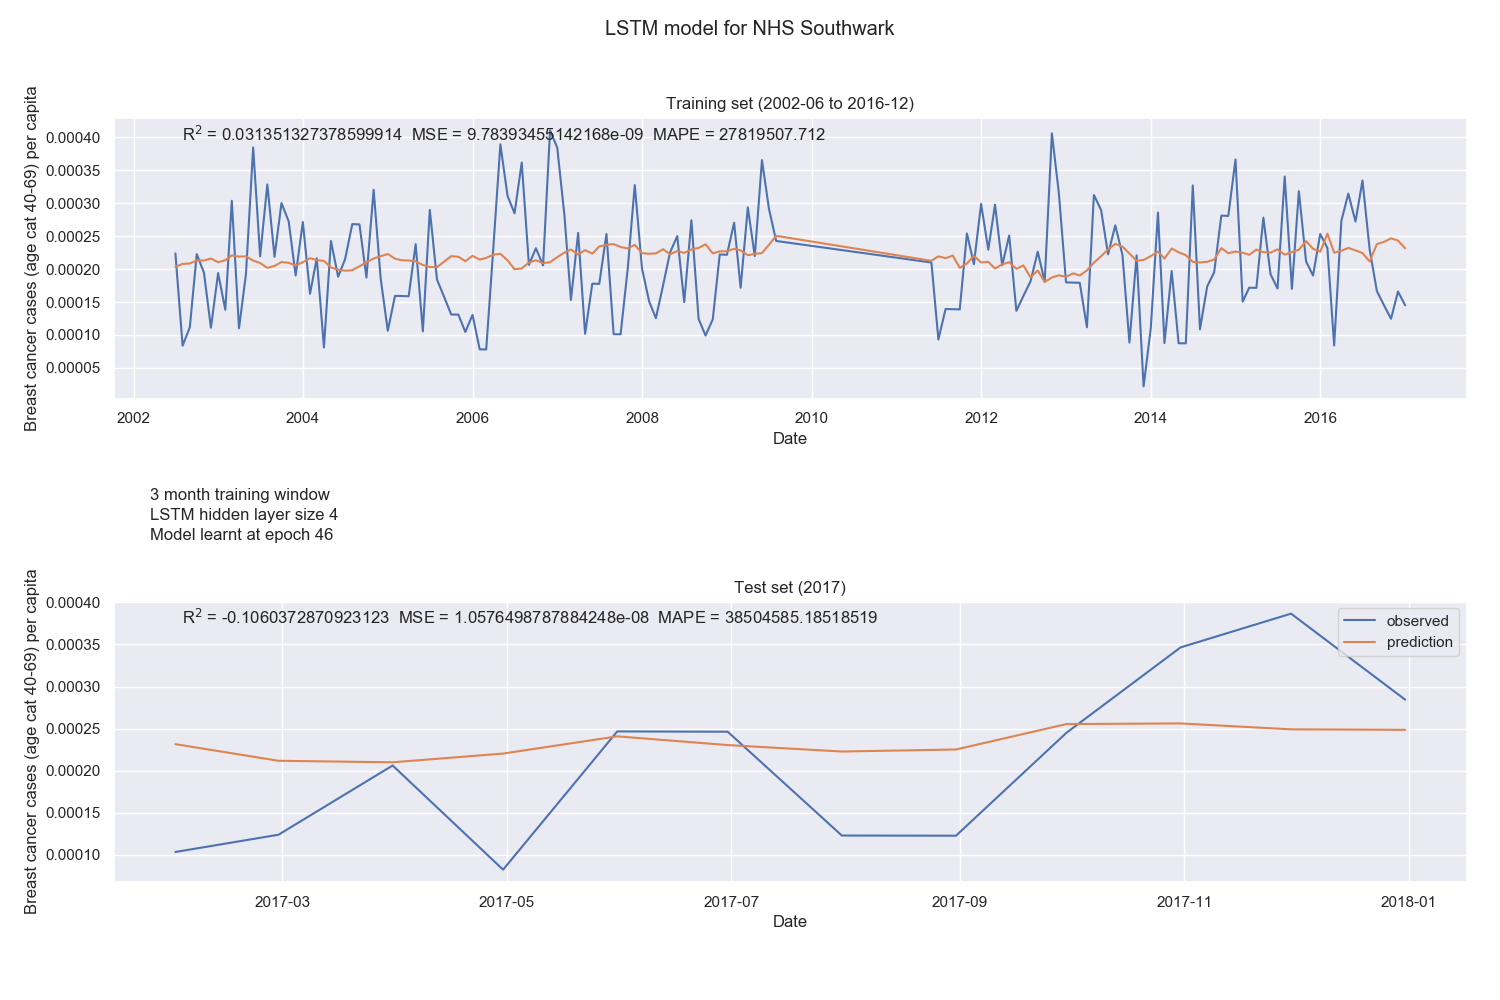 LSTM model for NHS Southwark
Training set (2002-06 to 2016-12)
R² = 0.031351327378599914 MSE = 9.78393455142168e-09 MAPE = 27819507.712
Breast cancer cases (age cat 40-69) per capita
0.00040
0.00035
0.00030
0.00025
0.00020
0.00015
0.00010
0.00005
2002 2004 2006 2008 2010 2012 2014 2016
Date
3 month training window
LSTM hidden layer size 4
Model learnt at epoch 46
Test set (2017)
R² = -0.1060372870923123 MSE = 1.0576498787884248e-08 MAPE = 38504585.18518519
observed
prediction
Breast cancer cases (age cat 40-69) per capita
0.00040
0.00035
0.00030
0.00025
0.00020
0.00015
0.00010
2017-03 2017-05 2017-07 2017-09 2017-11 2018-01
Date